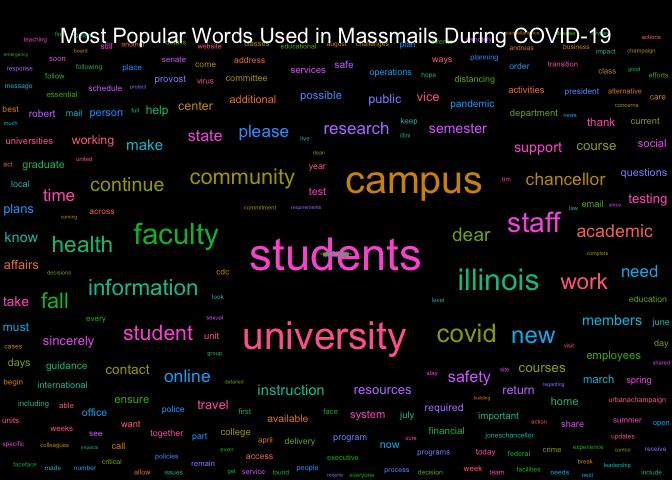 Most Popular Words Used in Massmails During COVID-19
teaching still another website classes educational august challenges plan andreas business impact champaign
emergency board
response soon following place senate come address services safe operations ways planning order transition class good efforts
message follow schedule provost virus committee hope distancing activities president alternative care
essential protect
best robert mail person full help center additional possible public vice pandemic department news concerns current
much
universities working make state please live research keep semester support thank course social
illini
act graduate united dean year tim chancellor questions
local time continue community test campus testing
plans across commitment requirements law email since
running
know health faculty students dear staff academic
affairs decisions cdc complete need
take fall information look illinois work education
level
must every sexual university covid new members june
cases sincerely student unit visit day
days guidance contact group stay site courses employees shared
begin international online detailed safety regarding march spring
including able ensure instruction resources return home urbanachampaign
units office police travel first face system july required building important share summer open
weeks see want together part college available financial joneschancellor action updates
specific colleagues impacts call policies even april delivery program now sure programs today federal crime experience control receive
faceface made number critical remain access executive process week facilities break leadership
allow issues get service found people require everyone decision learn needs next include